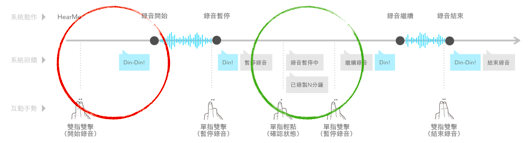 系統動作
HearMe
錄音開始
錄音暫停
錄音繼續
錄音結束
系統回饋
Din-Din!
Din!
暫停錄音
錄音暫停中
已錄製N分鐘
繼續錄音
Din!
Din-Din!
結束錄音
互動手勢
雙指雙擊
(開始錄音)
單指雙擊
(暫停錄音)
單指輕點
(確認狀態)
單指雙擊
(暫停錄音)
雙指雙擊
(結束錄音)